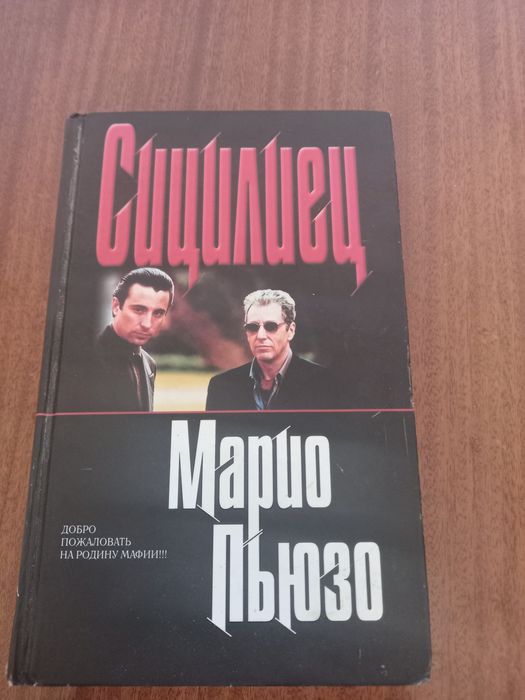 Сицилиец
Марио
Пьюзо
ДОБРО
ПОЖАЛОВАТЬ
НА РОДИНУ МАФИИ!!!